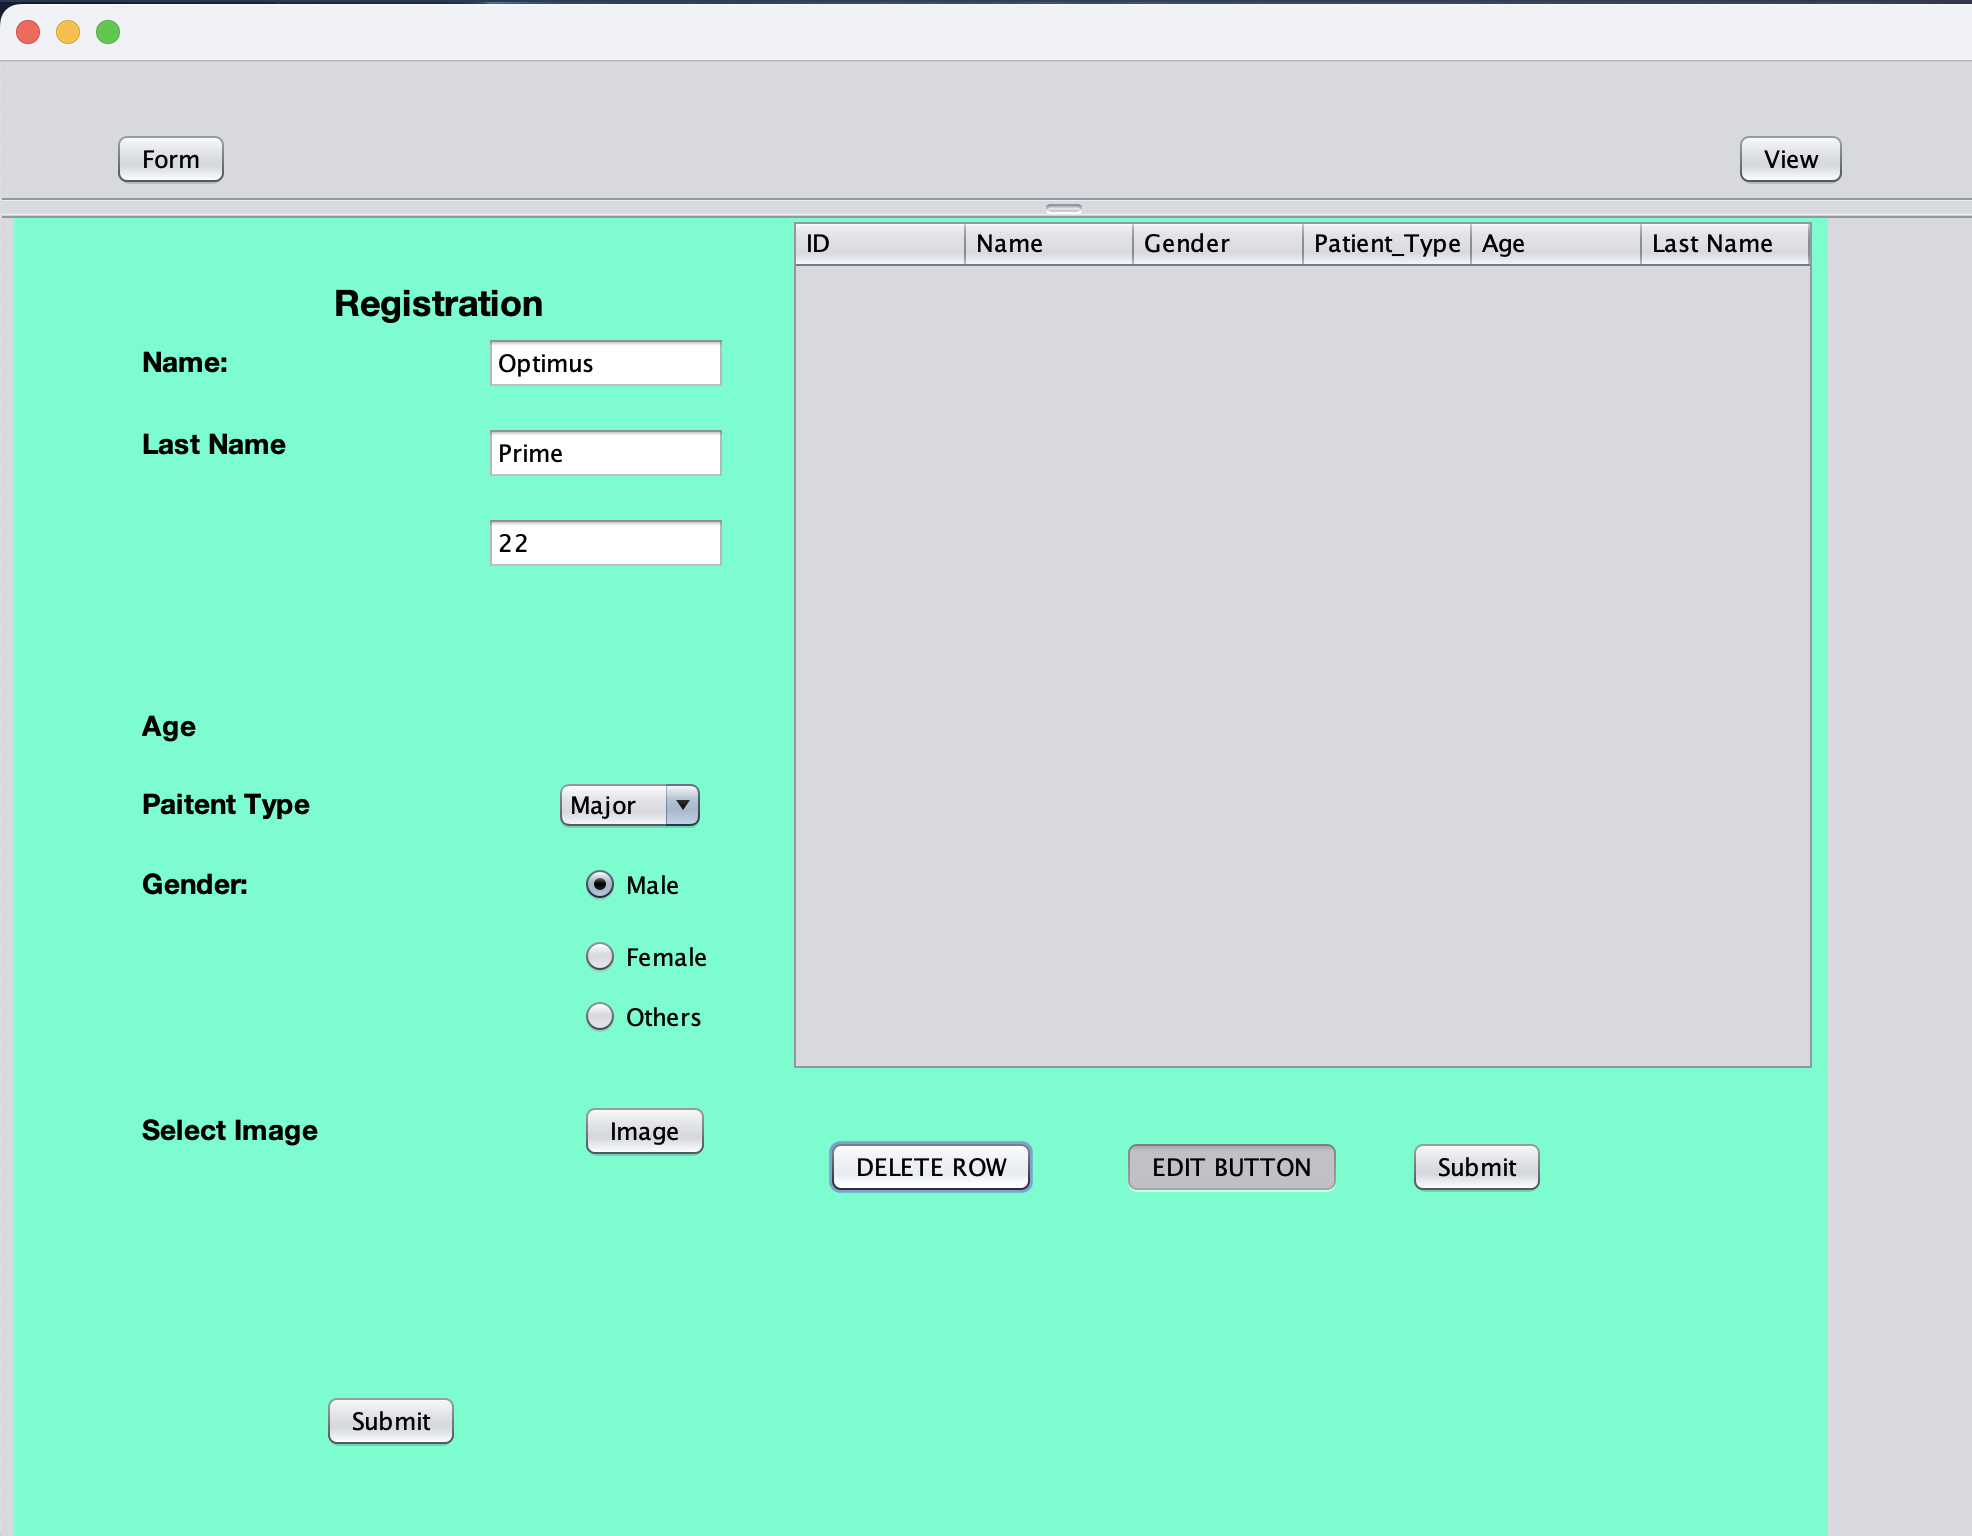 Form
View
Registration
Name:
Optimus
Last Name
Prime
22
Age
Paitent Type
Major
Gender:
Male
Female
Others
Select Image
Image
Submit
ID Name Gender Patient_Type Age Last Name
DELETE ROW
EDIT BUTTON
Submit